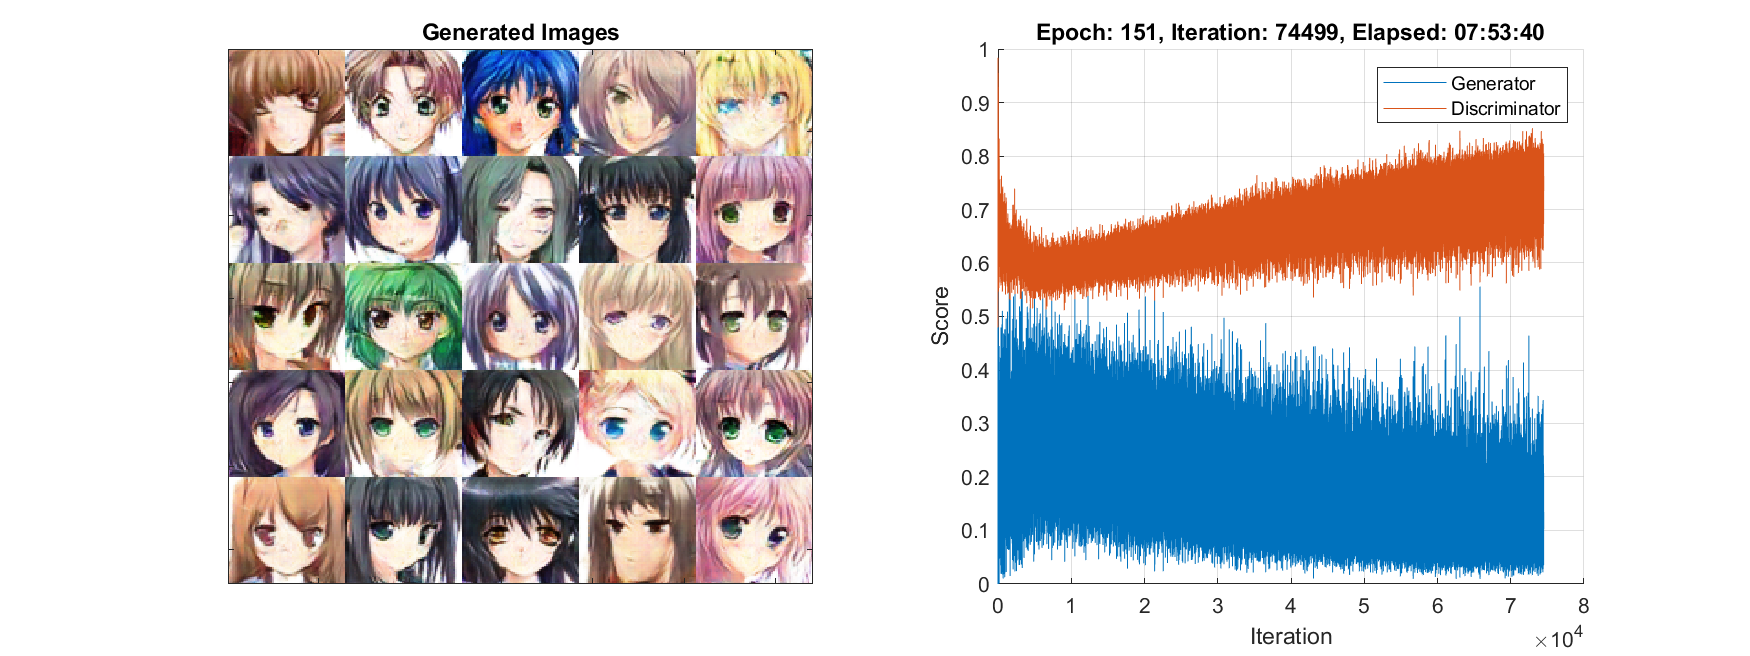 Generated Images
Epoch: 151, Iteration: 74499, Elapsed: 07:53:40
Generator
Discriminator
1
0.9
0.8
0.7
0.6
0.5
0.4
0.3
0.2
0.1
0
Score
0 1 2 3 4 5 6 7 8
Iteration
×10⁴